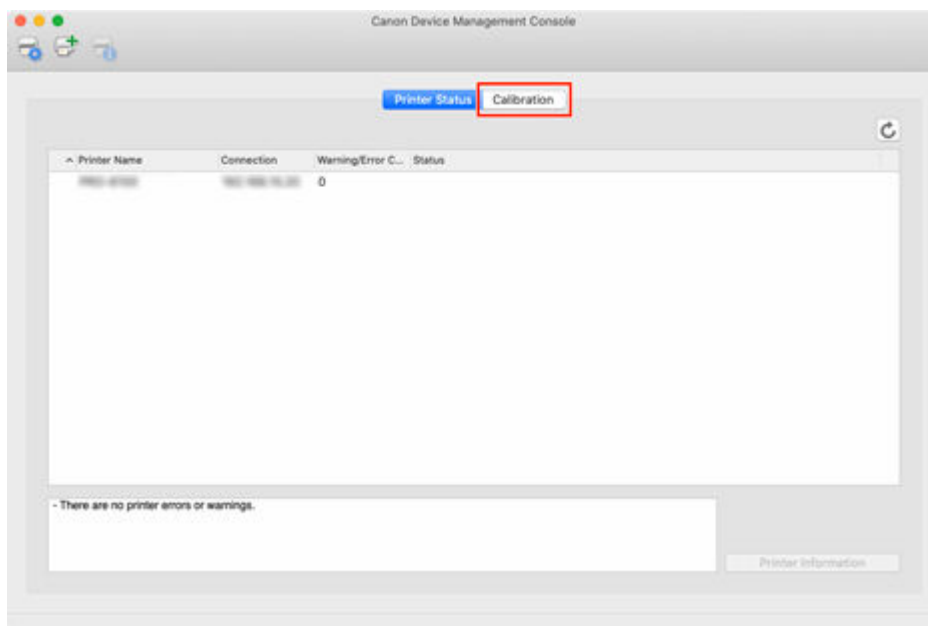 Canon Device Management Console
Printer Status Calibration
Printer Name Connection Warning/Error C... Status
0
- There are no printer errors or warnings.
Printer Information